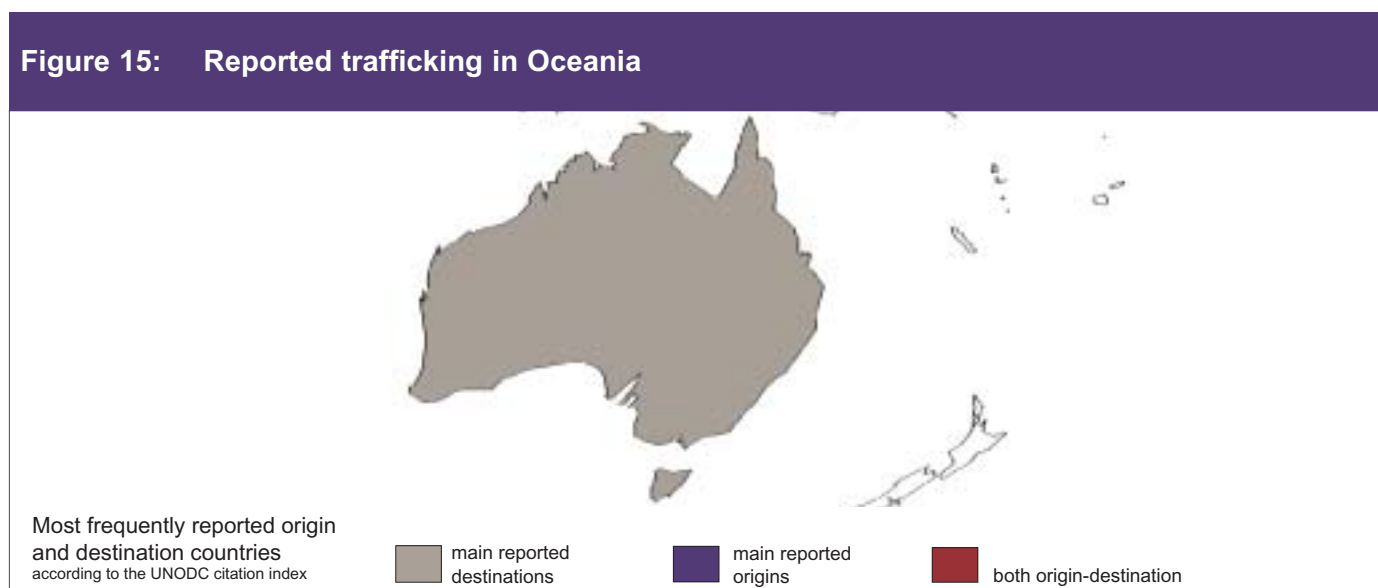 Figure 15: Reported trafficking in Oceania
Most frequently reported origin
and destination countries
according to the UNODC citation index
main reported
destinations
main reported
origins
both origin-destination